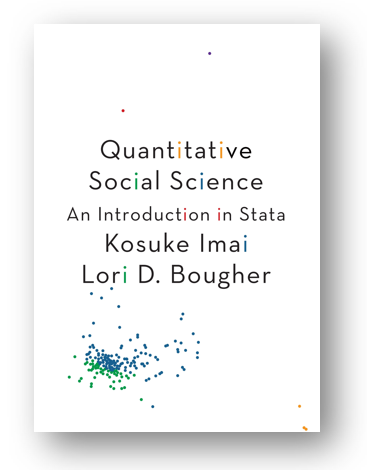 Quantitative
Social Science
An Introduction in Stata
Kosuke Imai
Lori D. Bougher